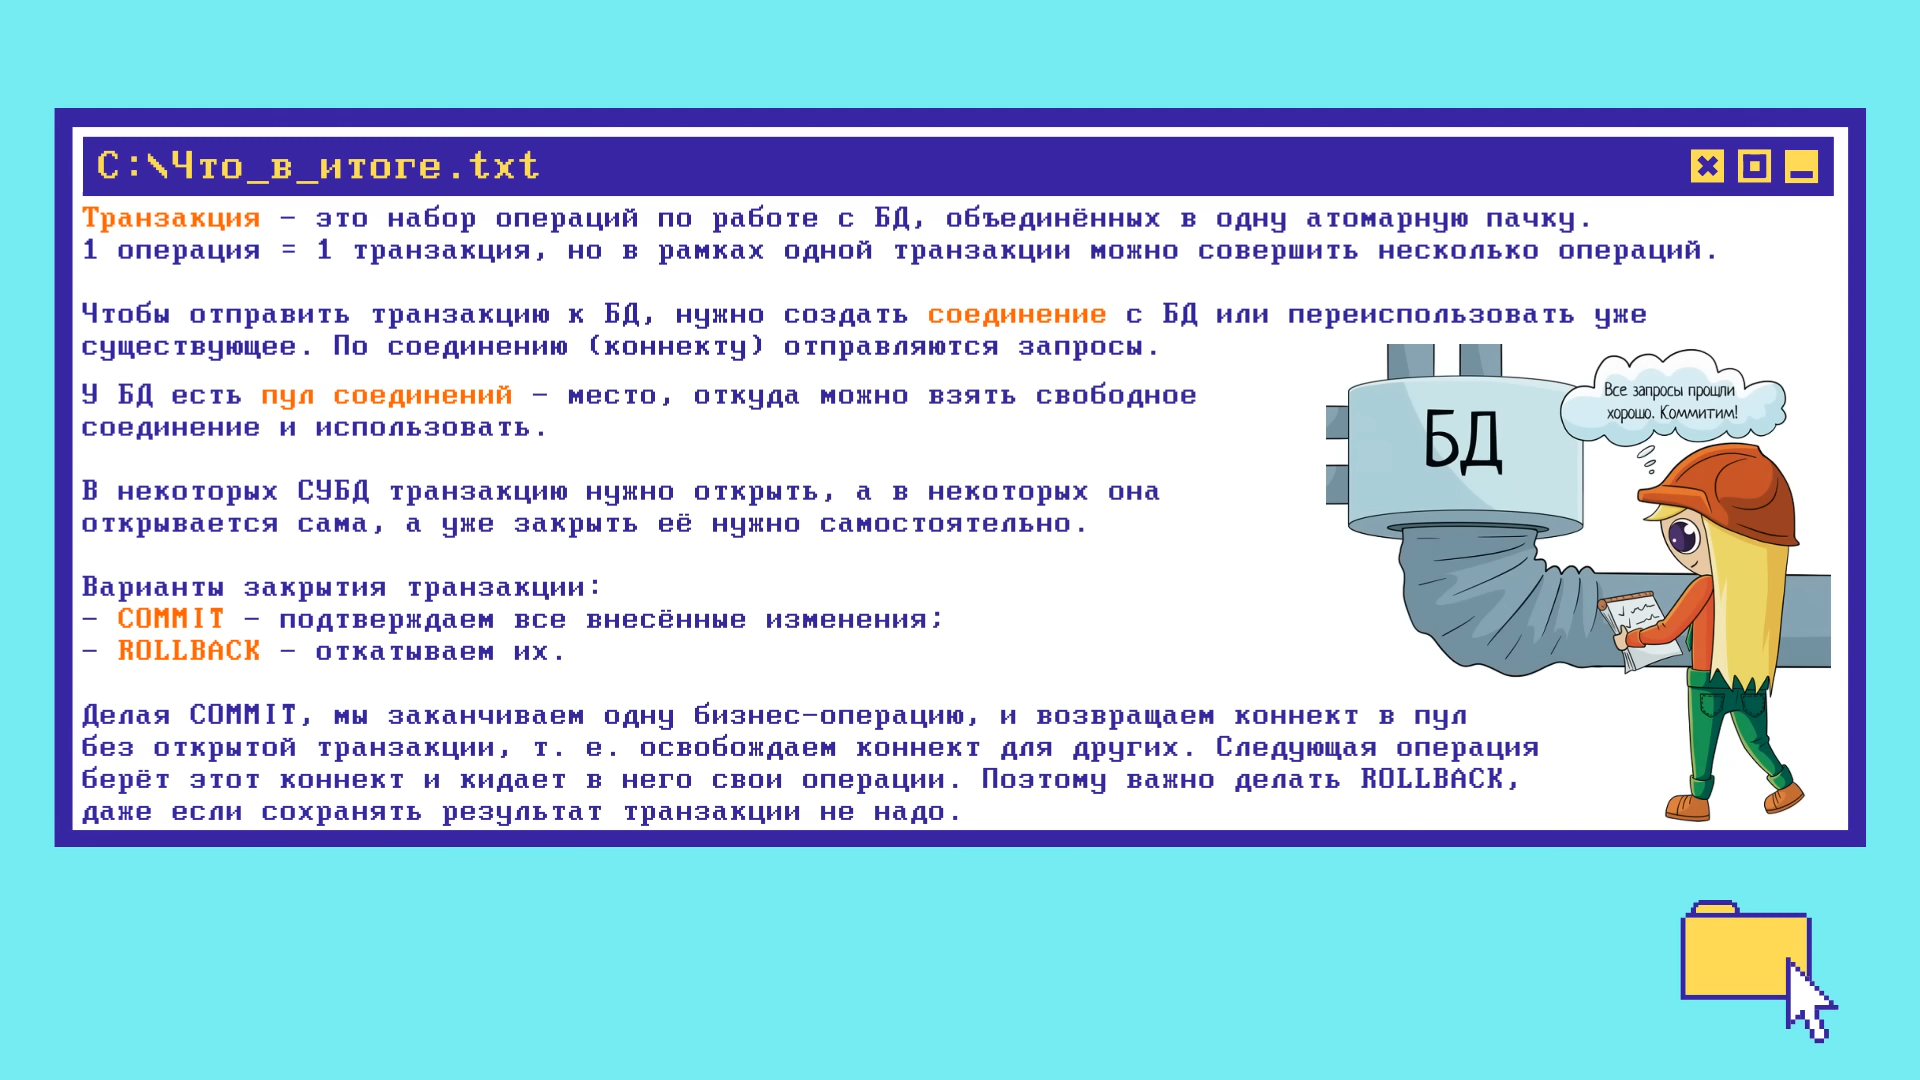 C:\Что_в_итоге.txt
Транзакция – это набор операций по работе с БД, объединённых в одну атомарную пачку.
1 операция = 1 транзакция, но в рамках одной транзакции можно совершить несколько операций.
Чтобы отправить транзакцию к БД, нужно создать соединение с БД или переиспользовать уже
существующее. По соединению (коннекту) отправляются запросы.
У БД есть пул соединений – место, откуда можно взять свободное
соединение и использовать.
В некоторых СУБД транзакцию нужно открыть, а в некоторых она
открывается сама, а уже закрыть её нужно самостоятельно.
Варианты закрытия транзакции:
– COMMIT – подтверждаем все внесённые изменения;
– ROLLBACK – откатываем их.
Делая COMMIT, мы заканчиваем одну бизнес-операцию, и возвращаем коннект в пул
без открытой транзакции, т. е. освобождаем коннект для других. Следующая операция
берёт этот коннект и кидает в него свои операции. Поэтому важно делать ROLLBACK,
даже если сохранять результат транзакции не надо.
БД
Все запросы прошли
хорошо. Коммитим!